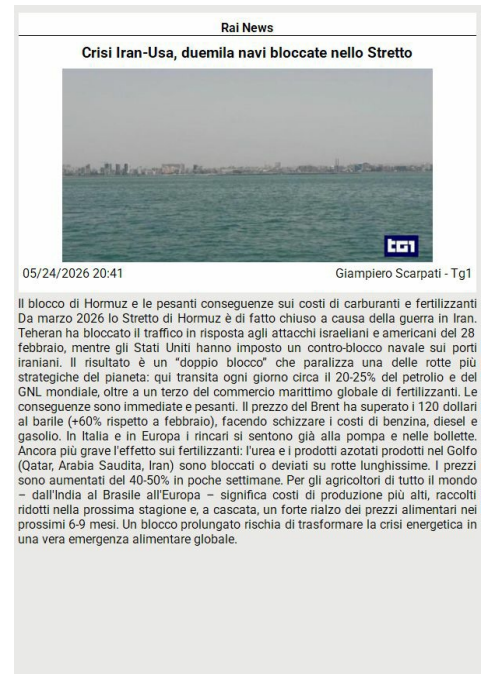 Rai News
Crisi Iran-Usa, duemila navi bloccate nello Stretto
tg1
05/24/2026 20:41
Giampiero Scarpati - Tg1
Il blocco di Hormuz e le pesanti conseguenze sui costi di carburanti e fertilizzanti
Da marzo 2026 lo Stretto di Hormuz è di fatto chiuso a causa della guerra in Iran.
Teheran ha bloccato il traffico in risposta agli attacchi israeliani e americani del 28
febbraio, mentre gli Stati Uniti hanno imposto un contro-blocco navale sui porti
iraniani. Il risultato è un “doppio blocco” che paralizza una delle rotte più
strategiche del pianeta: qui transita ogni giorno circa il 20-25% del petrolio e del
GNL mondiale, oltre a un terzo del commercio marittimo globale di fertilizzanti. Le
conseguenze sono immediate e pesanti. Il prezzo del Brent ha superato i 120 dollari
al barile (+60% rispetto a febbraio), facendo schizzare i costi di benzina, diesel e
gasolio. In Italia e in Europa i rincari si sentono già alla pompa e nelle bollette.
Ancora più grave l'effetto sui fertilizzanti: l'urea e i prodotti azotati prodotti nel Golfo
(Qatar, Arabia Saudita, Iran) sono bloccati o deviati su rotte lunghissime. I prezzi
sono aumentati del 40-50% in poche settimane. Per gli agricoltori di tutto il mondo
– dall'India al Brasile all'Europa – significa costi di produzione più alti, raccolti
ridotti nella prossima stagione e, a cascata, un forte rialzo dei prezzi alimentari nei
prossimi 6-9 mesi. Un blocco prolungato rischia di trasformare la crisi energetica in
una vera emergenza alimentare globale.